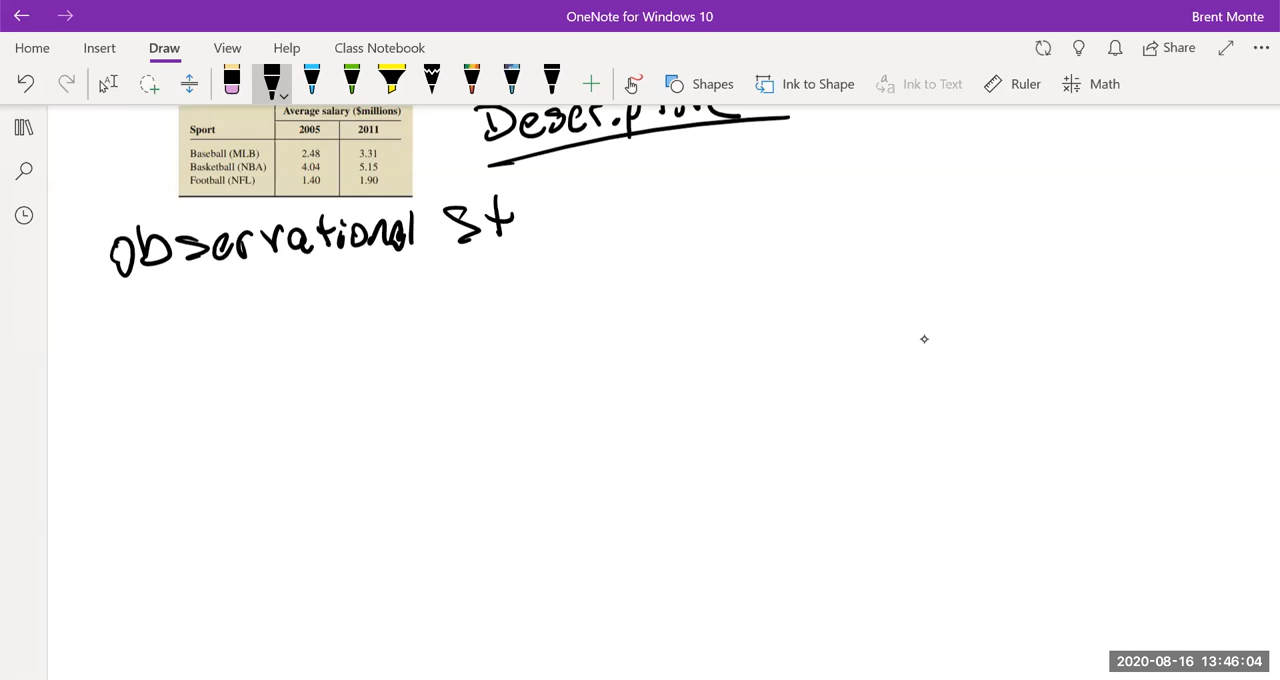 OneNote for Windows 10
Brent Monte
Home Insert Draw View Help Class Notebook Share
Shapes Ink to Shape Ink to Text Ruler Math
Average salary ($millions)
Sport 2005 2011
Baseball (MLB) 2.48 3.31
Basketball (NBA) 4.04 5.15
Football (NFL) 1.40 1.90
Observational St
2020-08-16 13:46:04